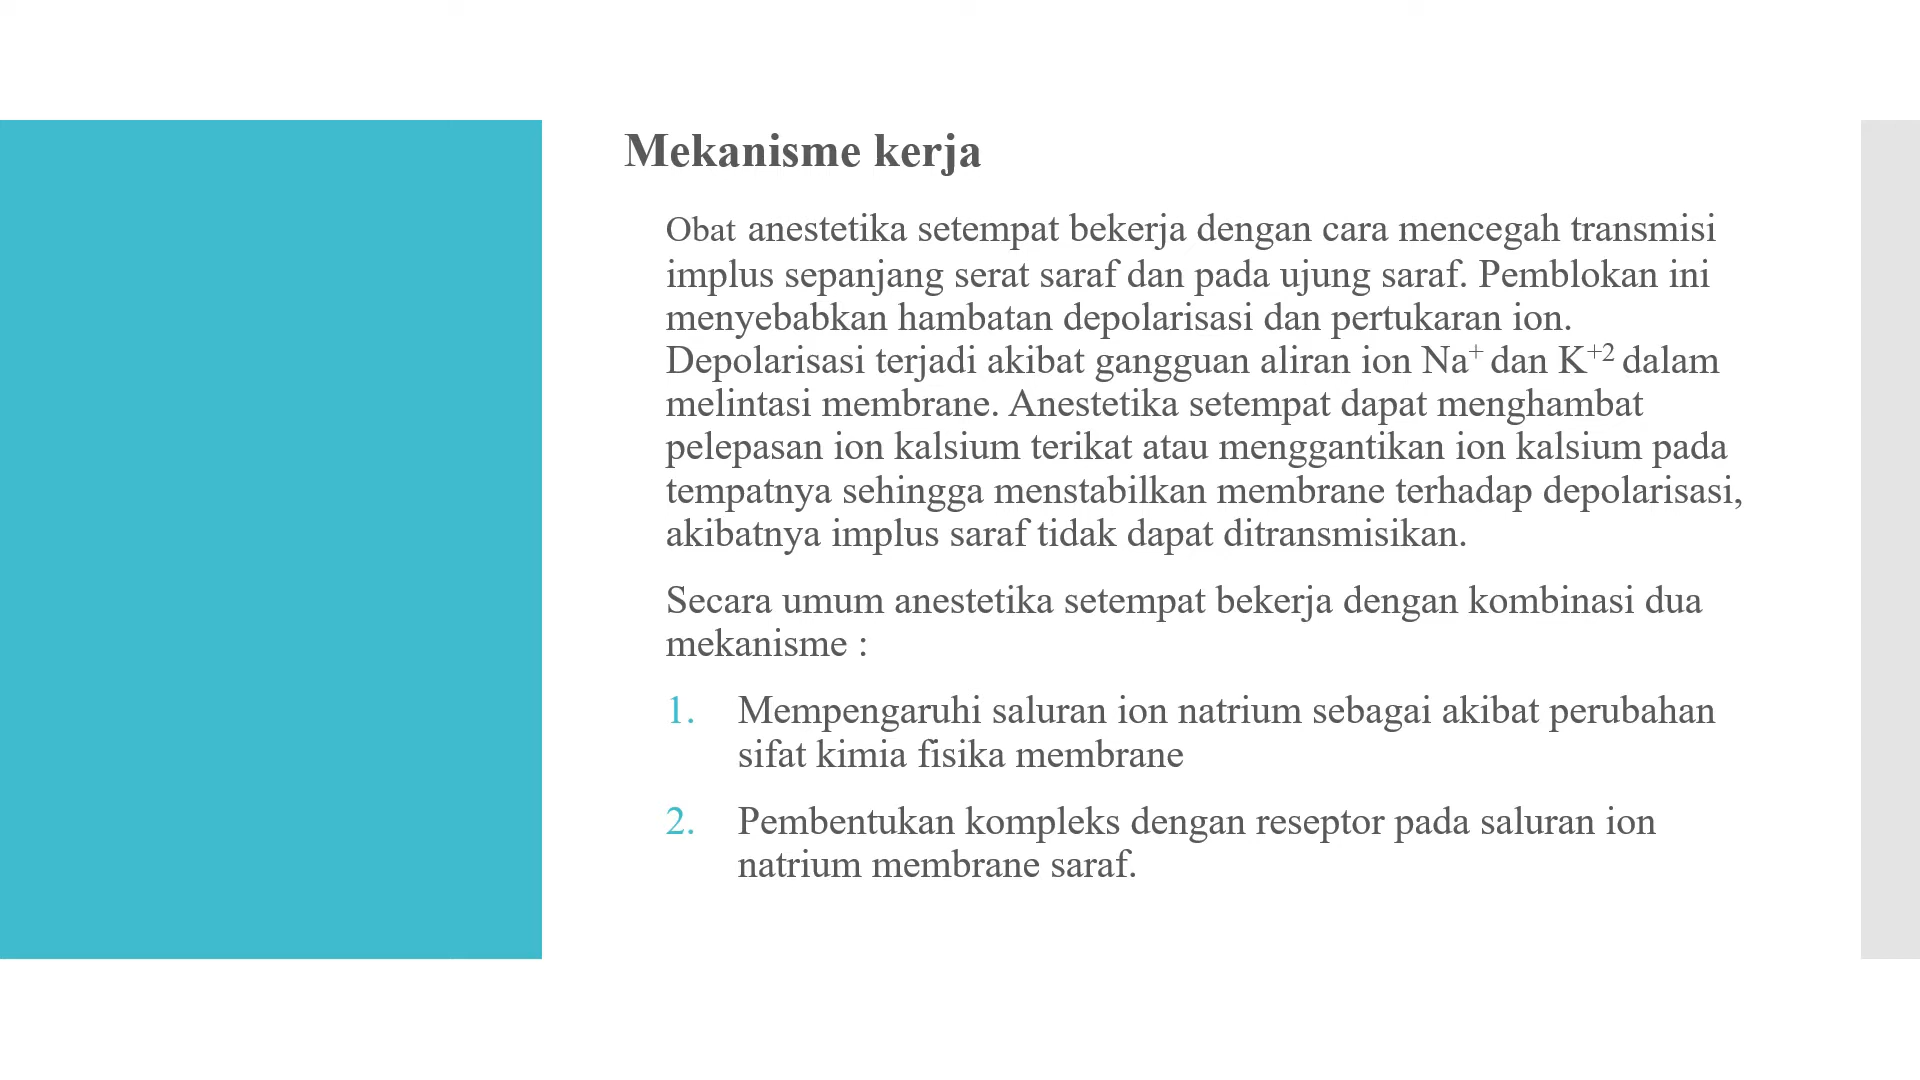 Mekanisme kerja
Obat anestetika setempat bekerja dengan cara mencegah transmisi
implus sepanjang serat saraf dan pada ujung saraf. Pemblokan ini
menyebabkan hambatan depolarisasi dan pertukaran ion.
Depolarisasi terjadi akibat gangguan aliran ion Na⁺ dan K⁺² dalam
melintasi membrane. Anestetika setempat dapat menghambat
pelepasan ion kalsium terikat atau menggantikan ion kalsium pada
tempatnya sehingga menstabilkan membrane terhadap depolarisasi,
akibatnya implus saraf tidak dapat ditransmisikan.
Secara umum anestetika setempat bekerja dengan kombinasi dua
mekanisme :
1. Mempengaruhi saluran ion natrium sebagai akibat perubahan
sifat kimia fisika membrane
2. Pembentukan kompleks dengan reseptor pada saluran ion
natrium membrane saraf.